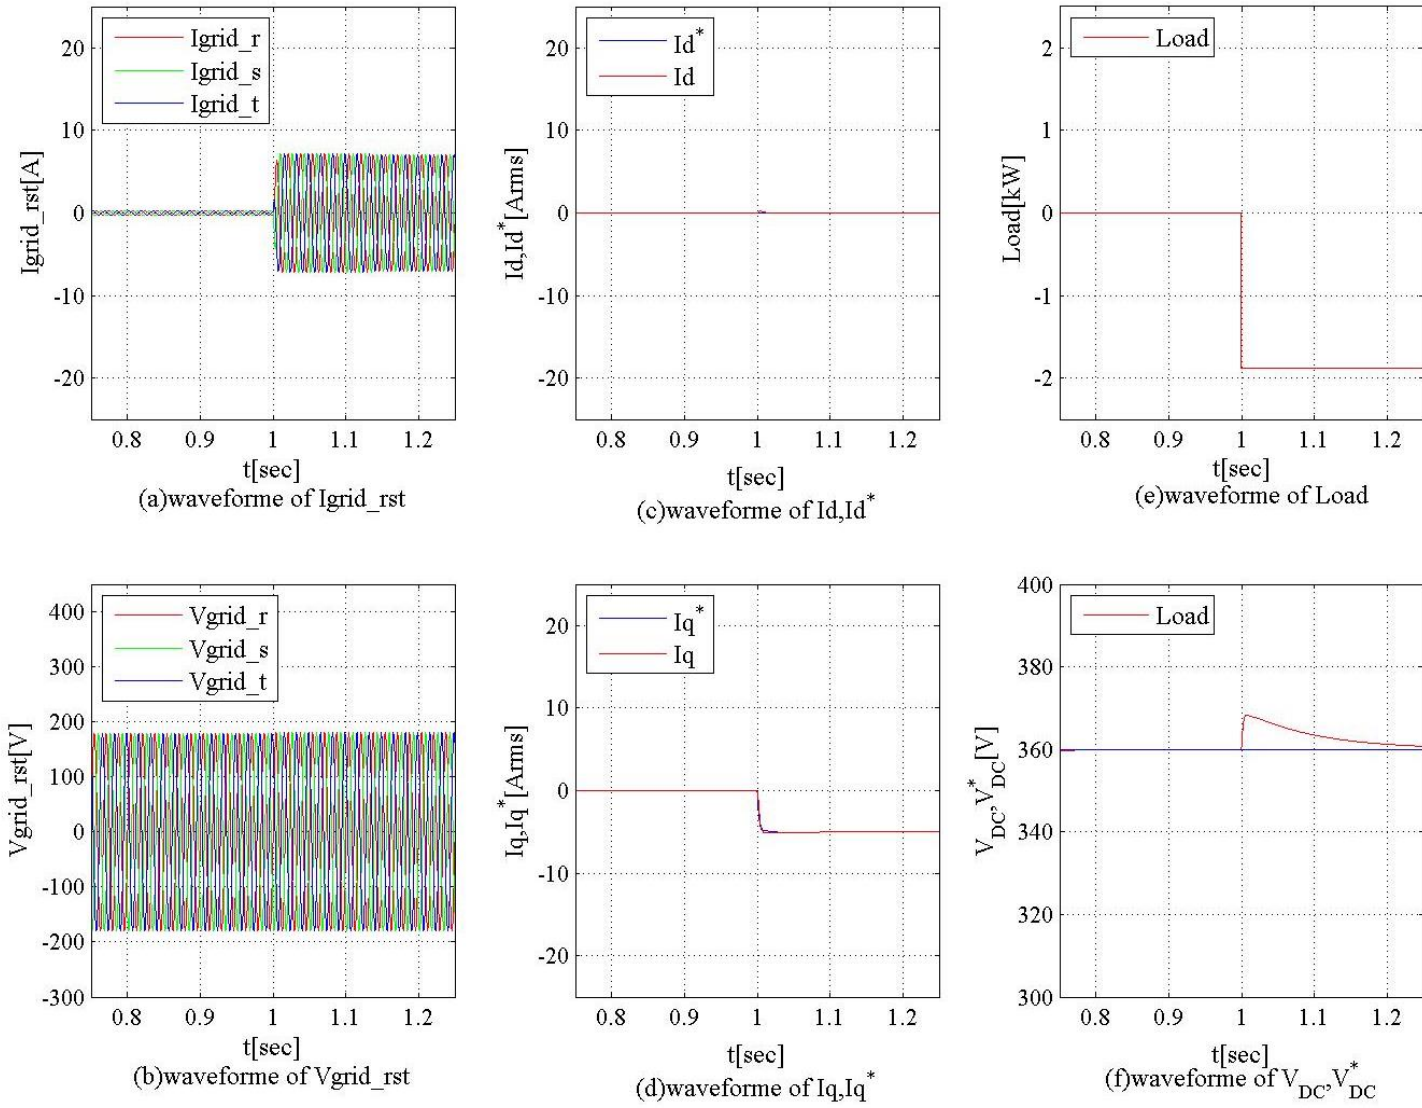 Igrid_r
Igrid_s
Igrid_t
20
10
0
-10
-20
Igrid_rst[A]
0.8 0.9 1 1.1 1.2
t[sec]
(a)waveforme of Igrid_rst
Id*
Id
20
10
0
-10
-20
Id,Id*[Arms]
0.8 0.9 1 1.1 1.2
t[sec]
(c)waveforme of Id,Id*
Load
2
1
0
-1
-2
Load[kW]
0.8 0.9 1 1.1 1.2
t[sec]
(e)waveforme of Load
Vgrid_r
Vgrid_s
Vgrid_t
400
300
200
100
0
-100
-200
-300
Vgrid_rst[V]
0.8 0.9 1 1.1 1.2
t[sec]
(b)waveforme of Vgrid_rst
Iq*
Iq
20
10
0
-10
-20
Iq,Iq*[Arms]
0.8 0.9 1 1.1 1.2
t[sec]
(d)waveforme of Iq,Iq*
Load
400
380
360
340
320
300
V_DC,V*_DC[V]
0.8 0.9 1 1.1 1.2
t[sec]
(f)waveforme of V_DC,V*_DC